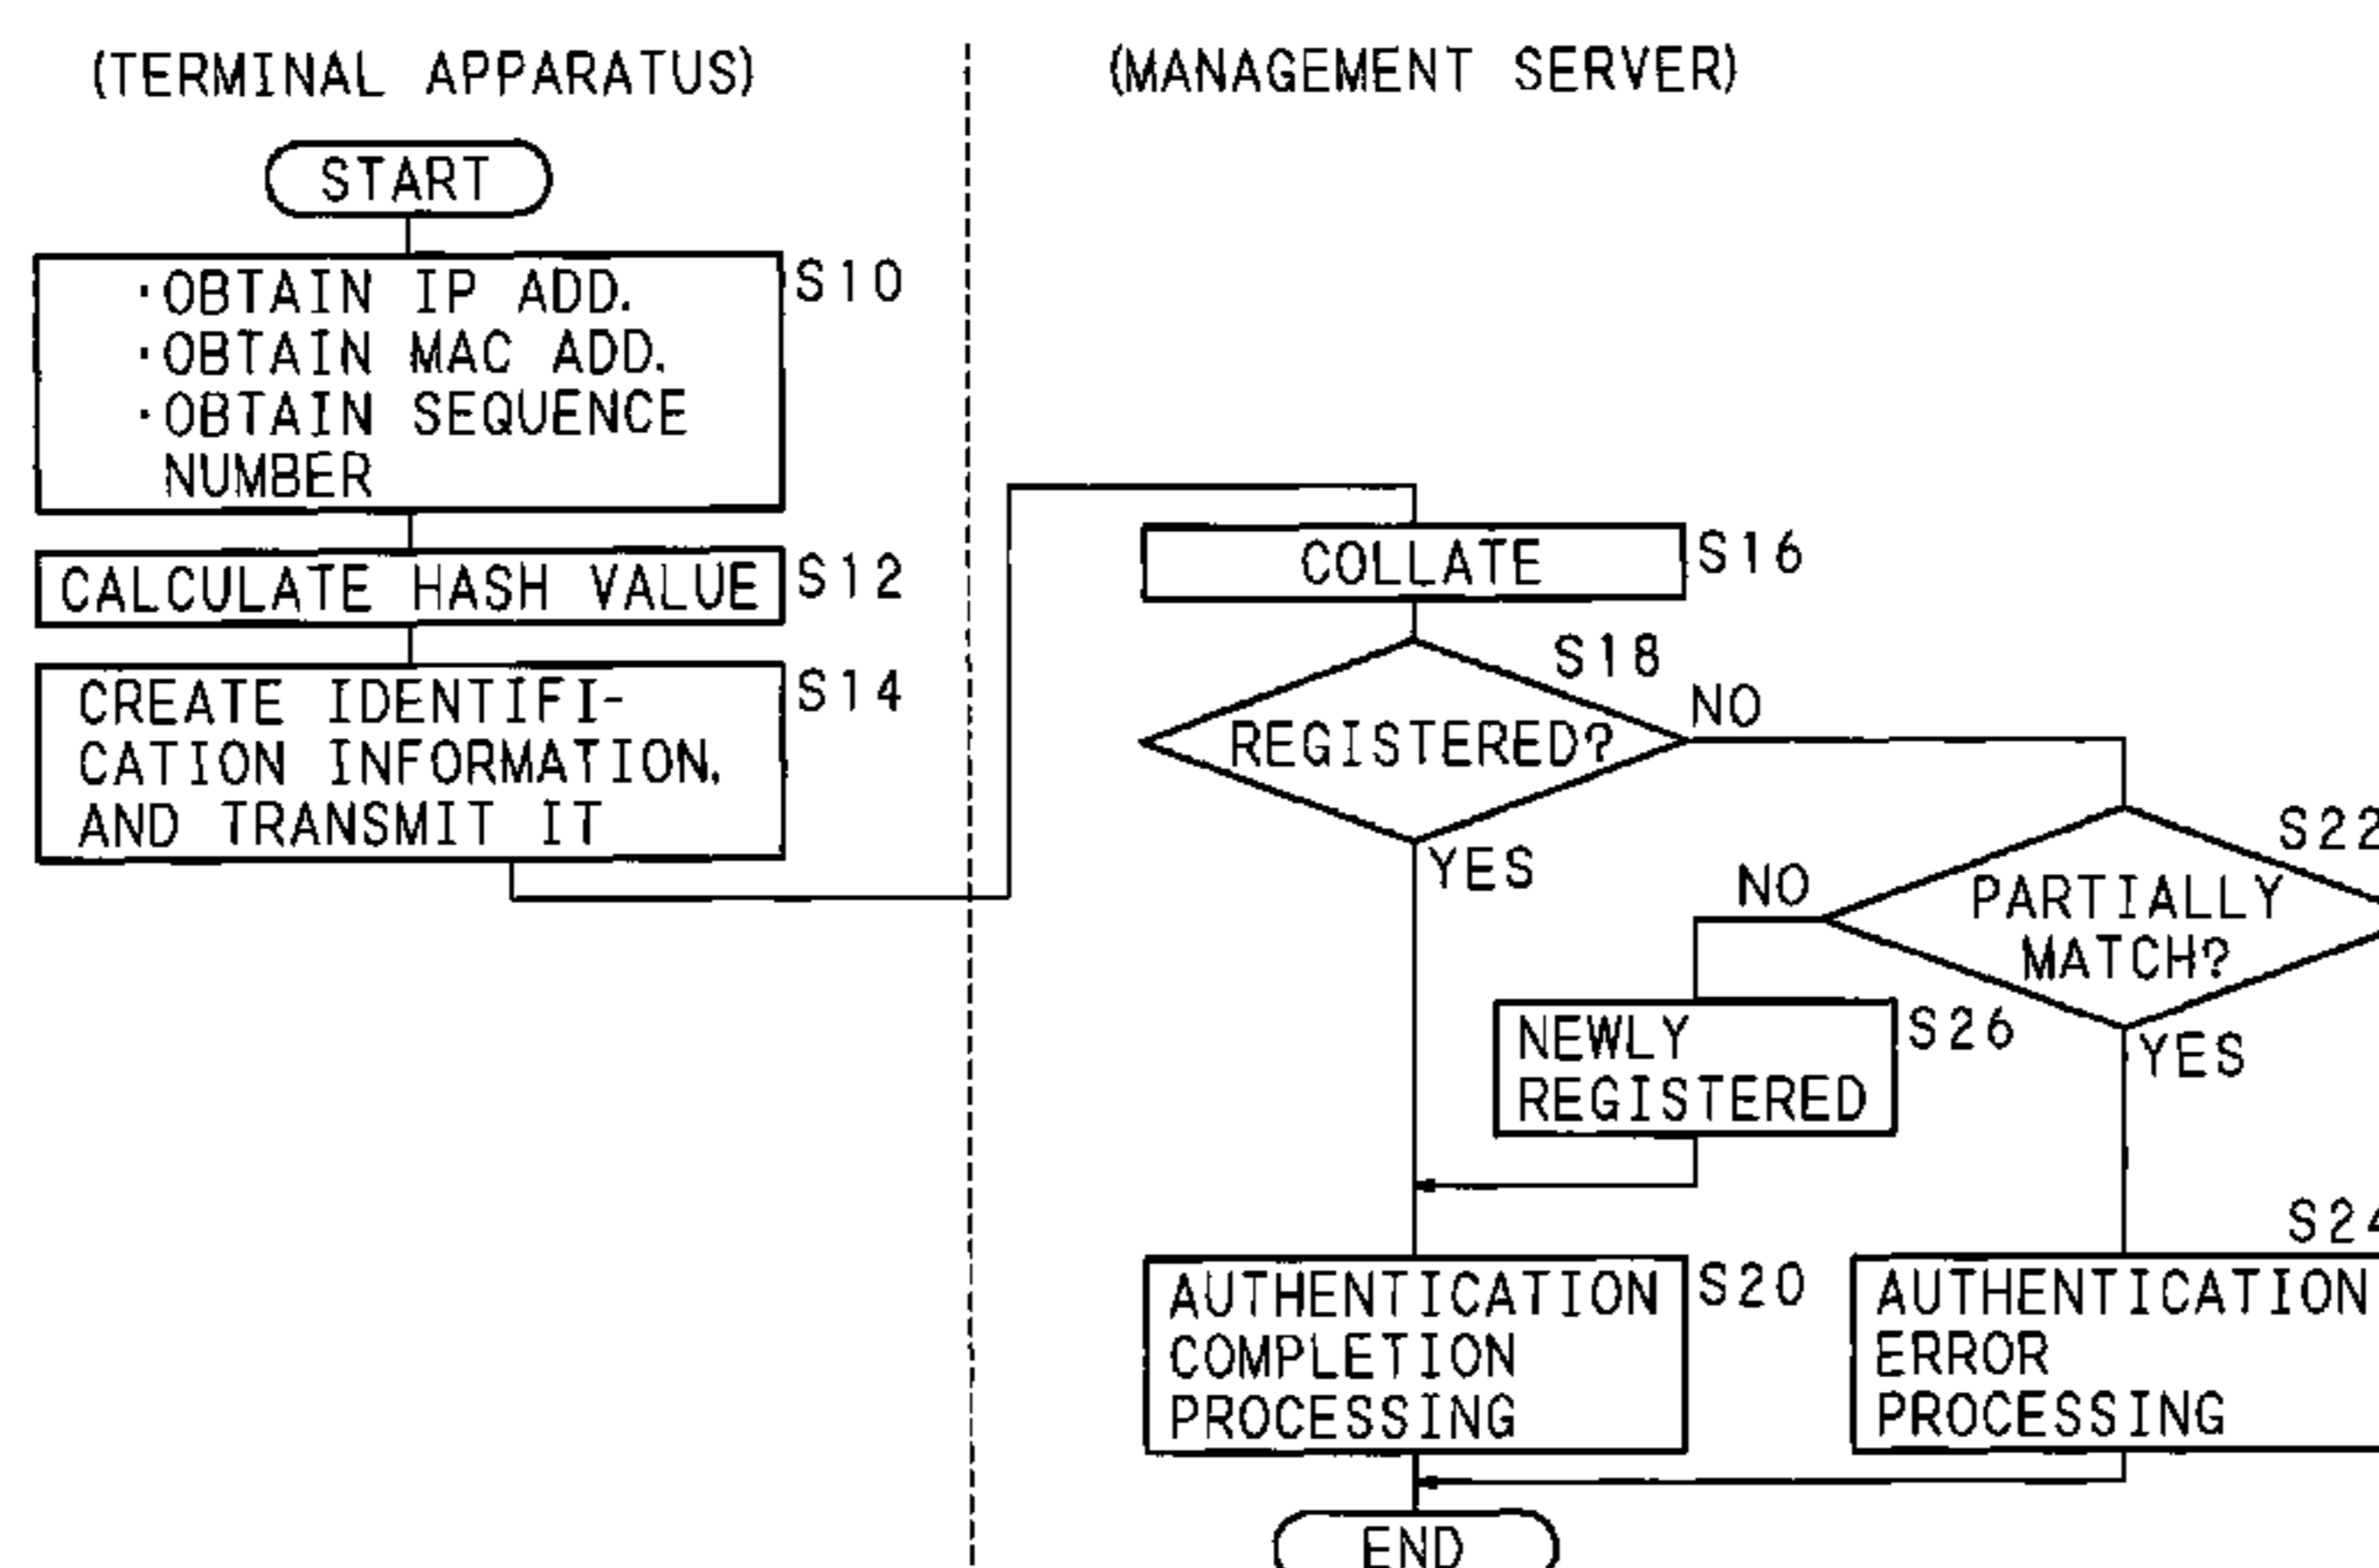 (TERMINAL APPARATUS)
(MANAGEMENT SERVER)
START
·OBTAIN IP ADD.
·OBTAIN MAC ADD.
·OBTAIN SEQUENCE
NUMBER
S10
CALCULATE HASH VALUE
S12
CREATE IDENTIFI-
CATION INFORMATION,
AND TRANSMIT IT
S14
COLLATE
S16
S18
REGISTERED?
NO
YES
S22
PARTIALLY
MATCH?
NO
YES
NEWLY
REGISTERED
S26
AUTHENTICATION
COMPLETION
PROCESSING
S20
S24
AUTHENTICATION
ERROR
PROCESSING
END